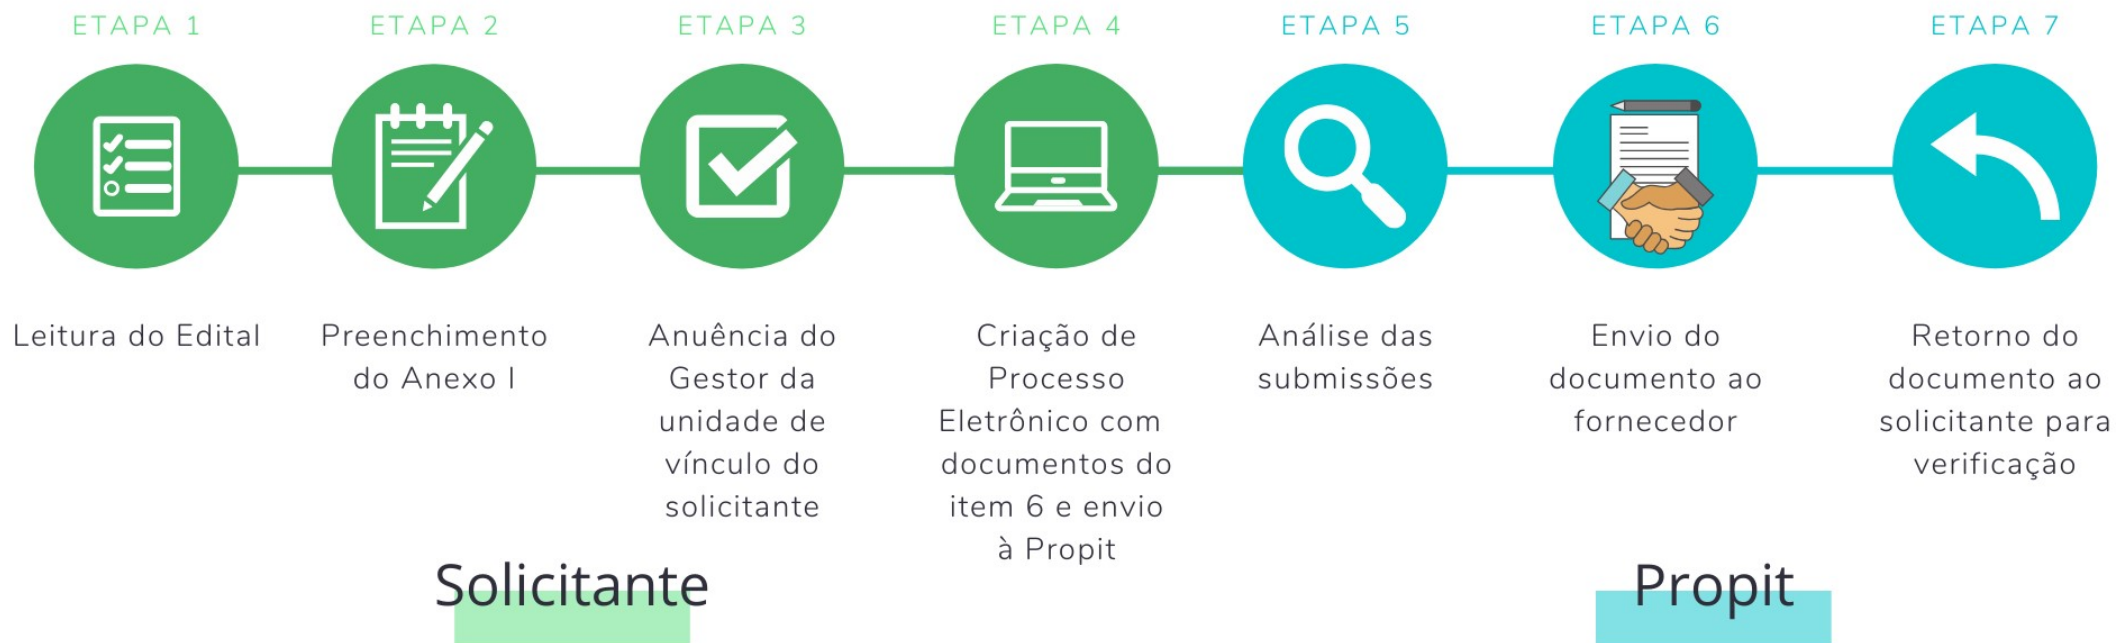 ETAPA 1
Leitura do Edital
ETAPA 2
Preenchimento
do Anexo I
ETAPA 3
Anuência do
Gestor da
unidade de
vínculo do
solicitante
ETAPA 4
Criação de
Processo
Eletrônico com
documentos do
item 6 e envio
à Propit
ETAPA 5
Análise das
submissões
ETAPA 6
Envio do
documento ao
fornecedor
ETAPA 7
Retorno do
documento ao
solicitante para
verificação
Solicitante
Propit